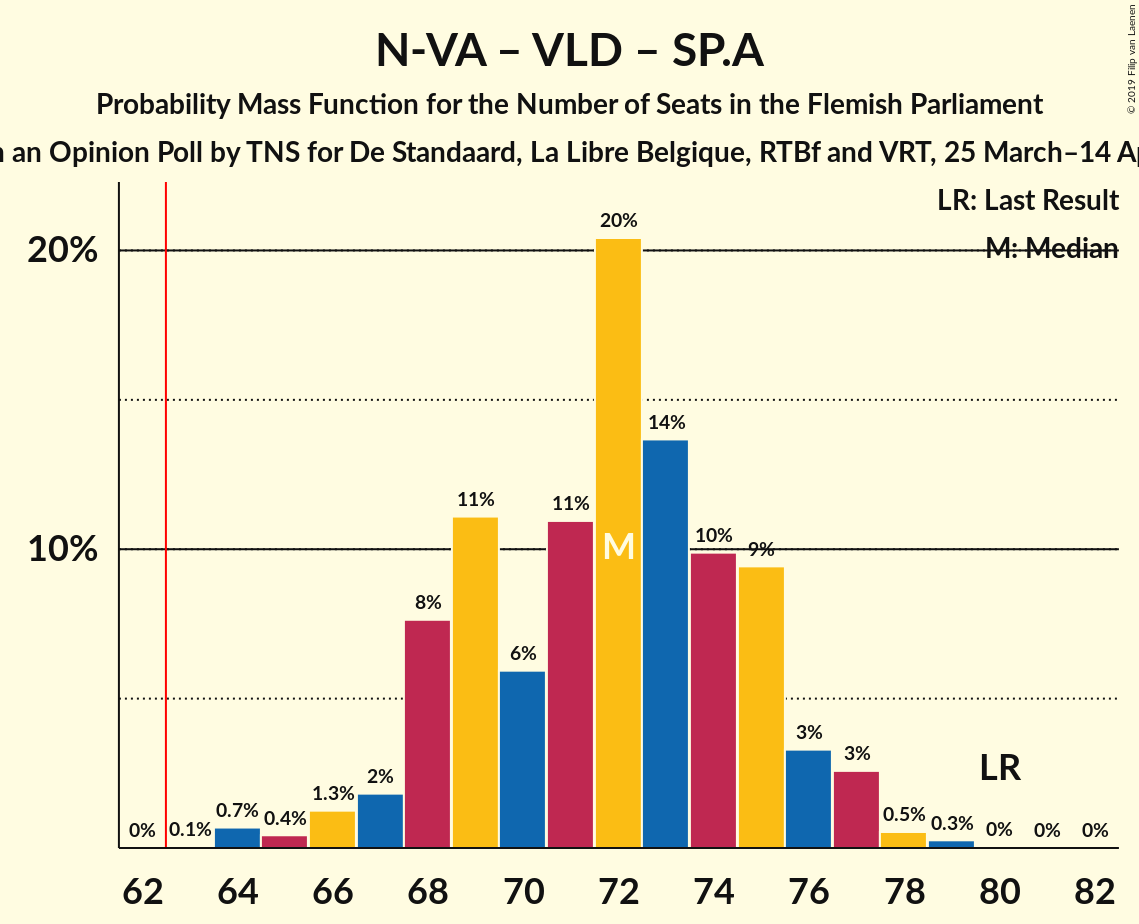 N-VA – VLD – SP.A
Probability Mass Function for the Number of Seats in the Flemish Parliament
an Opinion Poll by TNS for De Standaard, La Libre Belgique, RTBf and VRT, 25 March–14
© 2019 Filip van Laenen
LR: Last Result
M: Median
20%
10%
0%
0.1%
0.7%
0.4%
1.3%
2%
8%
11%
6%
11%
20%
14%
10%
9%
3%
3%
0.5%
0.3%
0%
0%
0%
M
LR
62 64 66 68 70 72 74 76 78 80 82